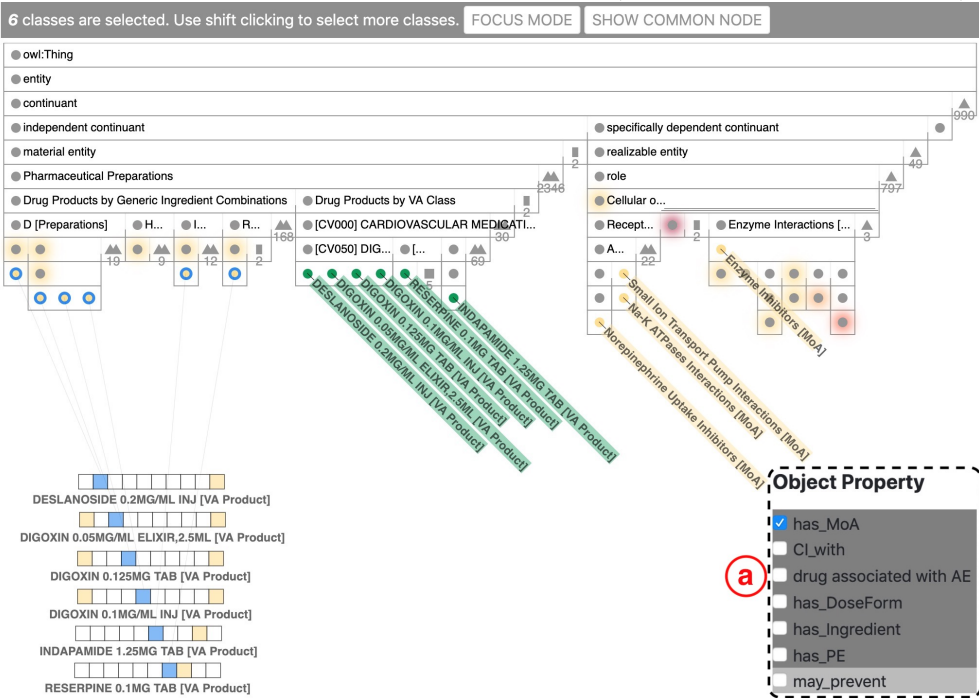 6 classes are selected. Use shift clicking to select more classes. FOCUS MODE SHOW COMMON NODE
owl:Thing
entity
continuant
990
independent continuant
specifically dependent continuant
material entity
2
realizable entity
49
Pharmaceutical Preparations
2346
role
797
Drug Products by Generic Ingredient Combinations
Drug Products by VA Class
2
Cellular o...
D [Preparations]
H...
I...
R...
168
[CV000] CARDIOVASCULAR MEDICATI...
30
Recept...
2
Enzyme Interactions [...
3
19
9
12
2
[CV050] DIG...
[...
69
A...
22
5
DESLANOSIDE 0.2MG/ML INJ [VA Product]
DIGOXIN 0.05MG/ML ELIXIR,2.5ML [VA Product]
DIGOXIN 0.125MG TAB [VA Product]
DIGOXIN 0.1MG/ML INJ [VA Product]
RESERPINE 0.1MG TAB [VA Product]
INDAPAMIDE 1.25MG TAB [VA Product]
Norepinephrine Uptake Inhibitors [MoA]
Na-K ATPases Interactions [MoA]
Small Ion Transport Pump Interactions [MoA]
Enzyme Inhibitors [MoA]
DESLANOSIDE 0.2MG/ML INJ [VA Product]
DIGOXIN 0.05MG/ML ELIXIR,2.5ML [VA Product]
DIGOXIN 0.125MG TAB [VA Product]
DIGOXIN 0.1MG/ML INJ [VA Product]
INDAPAMIDE 1.25MG TAB [VA Product]
RESERPINE 0.1MG TAB [VA Product]
a
Object Property
has_MoA
CI_with
drug associated with AE
has_DoseForm
has_Ingredient
has_PE
may_prevent